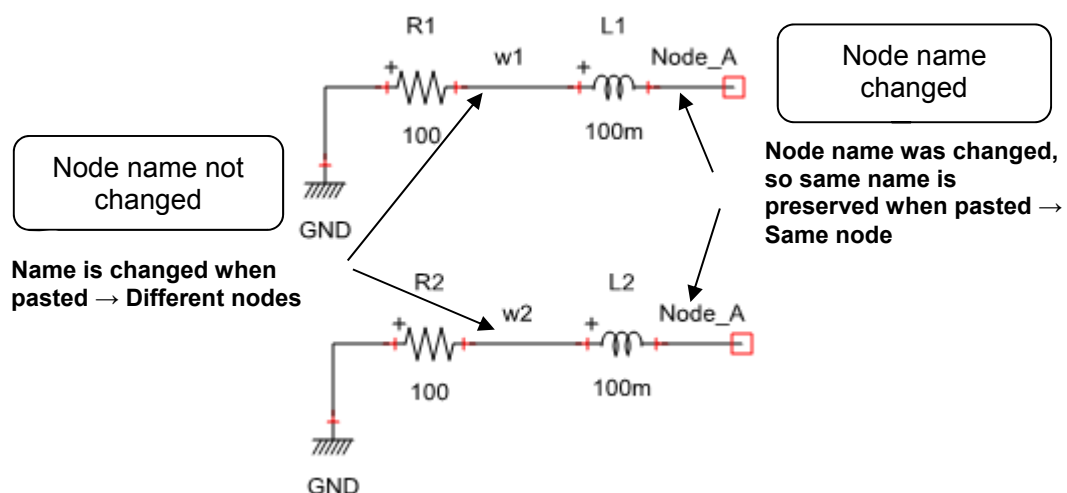 R1
L1
w1
Node_A
+
+
100
100m
GND
Node name
changed
Node name was changed,
so same name is
preserved when pasted →
Same node
Node name not
changed
Name is changed when
pasted → Different nodes
R2
L2
w2
Node_A
+
+
100
100m
GND